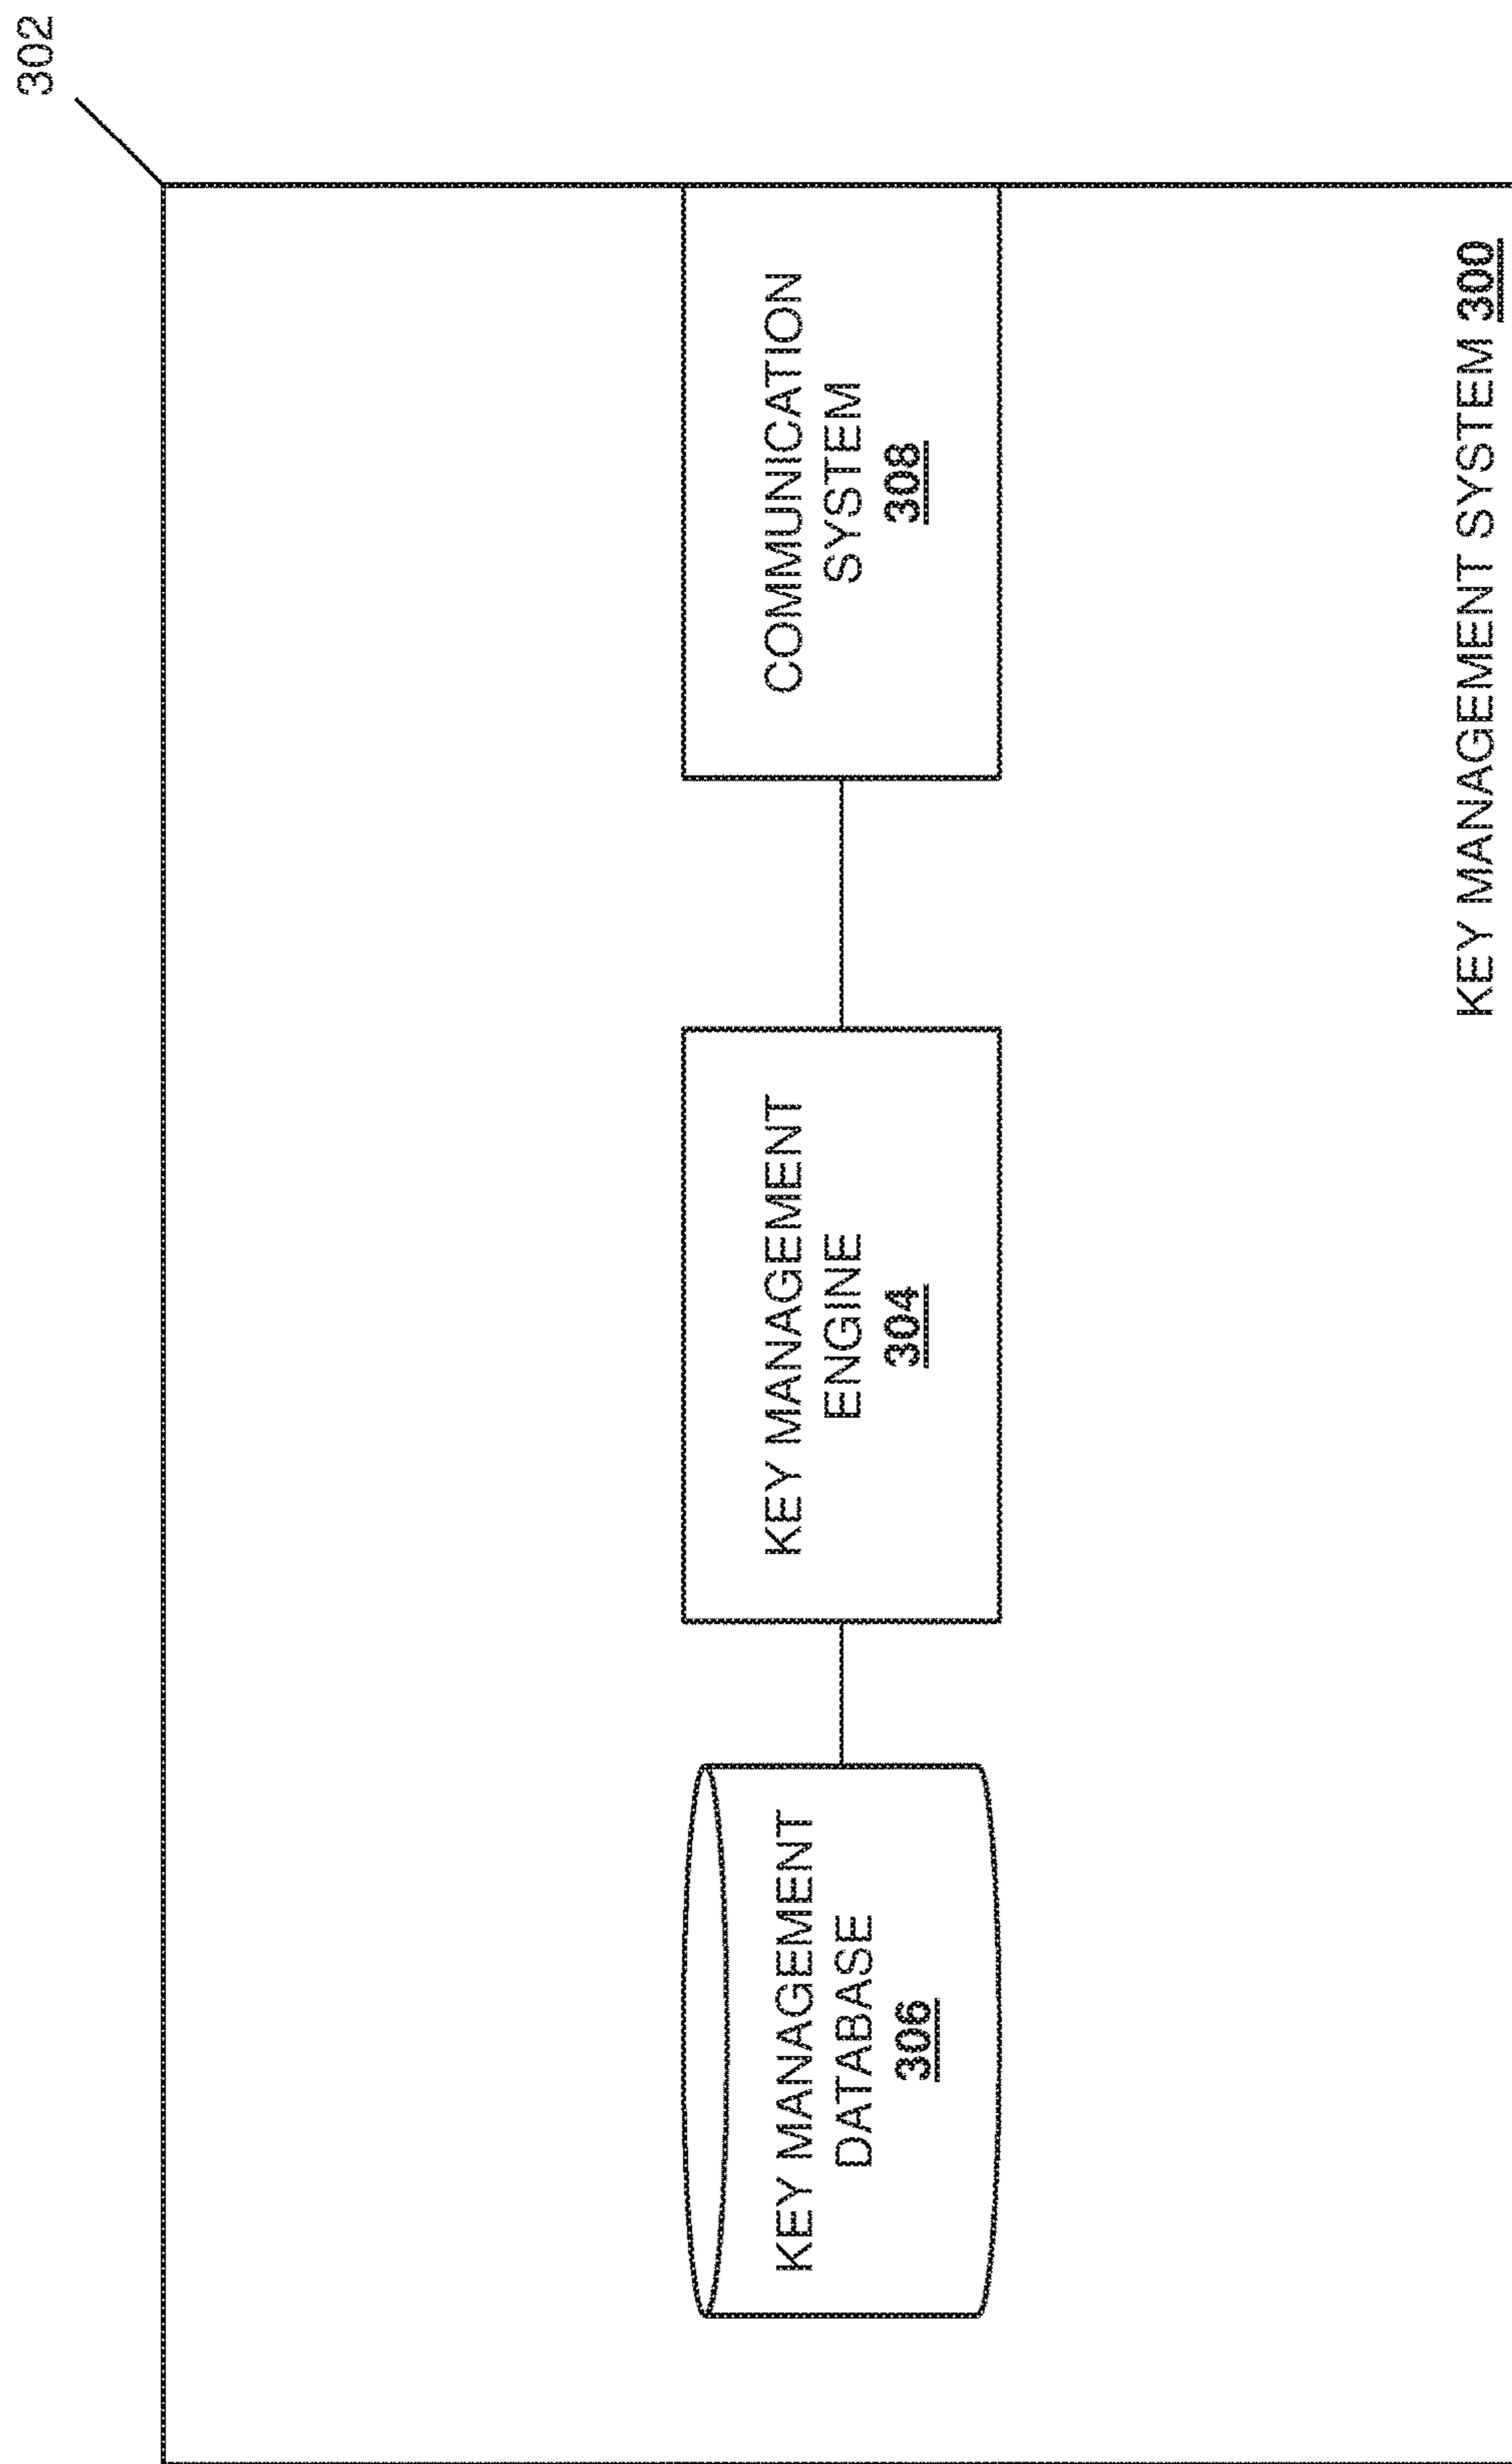 302
KEY MANAGEMENT
DATABASE
306
KEY MANAGEMENT
ENGINE
304
COMMUNICATION
SYSTEM
308
KEY MANAGEMENT SYSTEM 300